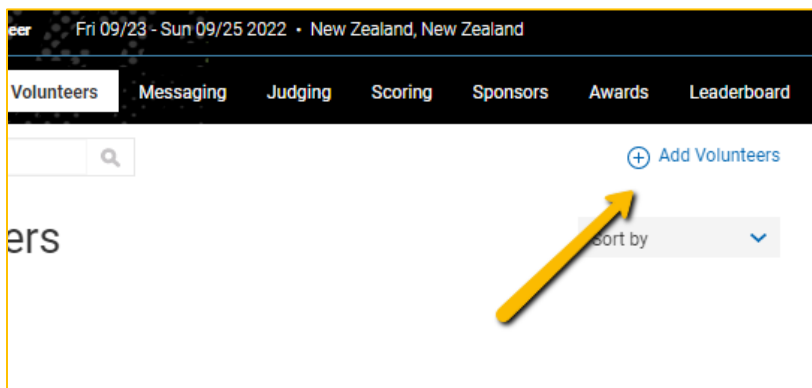 eer Fri 09/23 - Sun 09/25 2022 • New Zealand, New Zealand
Volunteers Messaging Judging Scoring Sponsors Awards Leaderboard
Add Volunteers
ers
Sort by